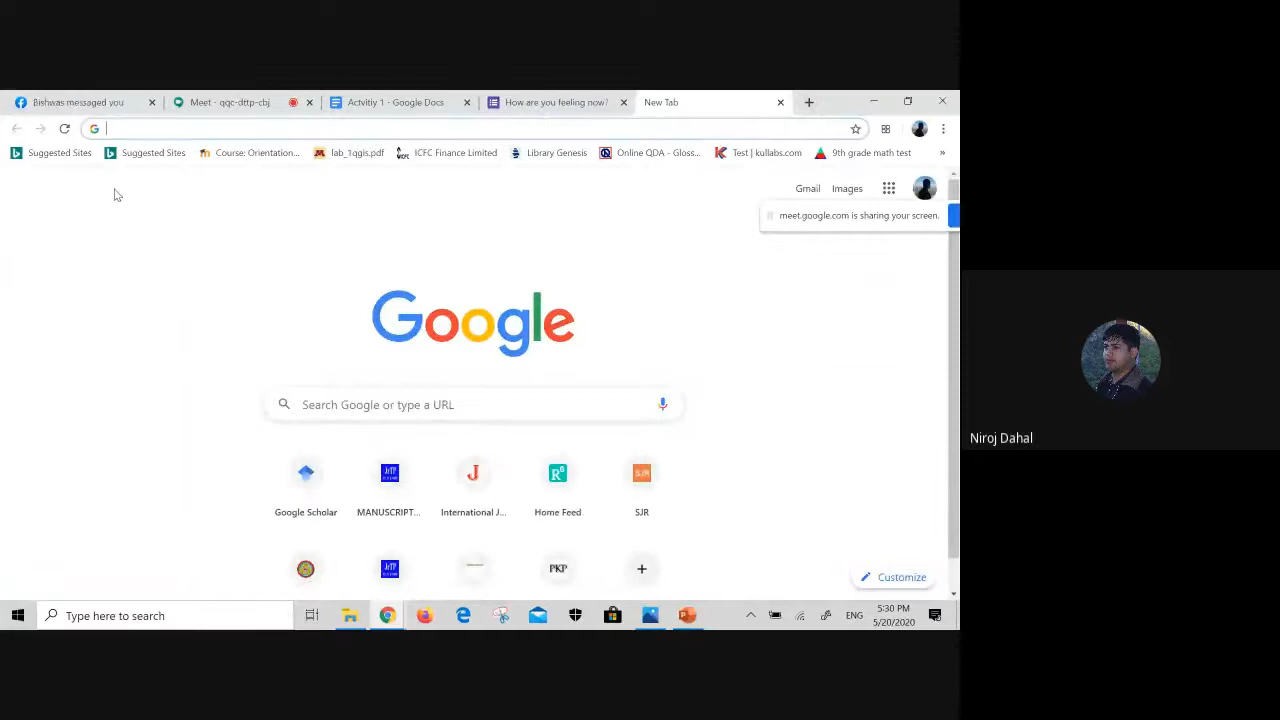 Bishwas messaged you
Meet - qqc-dttp-cbj
Actvitiy 1 - Google Docs
How are you feeling now?
New Tab
Suggested Sites
Suggested Sites
Course: Orientation...
lab_1qgis.pdf
ICFC Finance Limited
Library Genesis
Online QDA - Gloss...
Test | kullabs.com
9th grade math test
»
Gmail
Images
meet.google.com is sharing your screen.
Google
Search Google or type a URL
Google Scholar
MANUSCRIPT...
International J...
Home Feed
SJR
PKP
Customize
Niroj Dahal
Type here to search
ENG
5:30 PM
5/20/2020